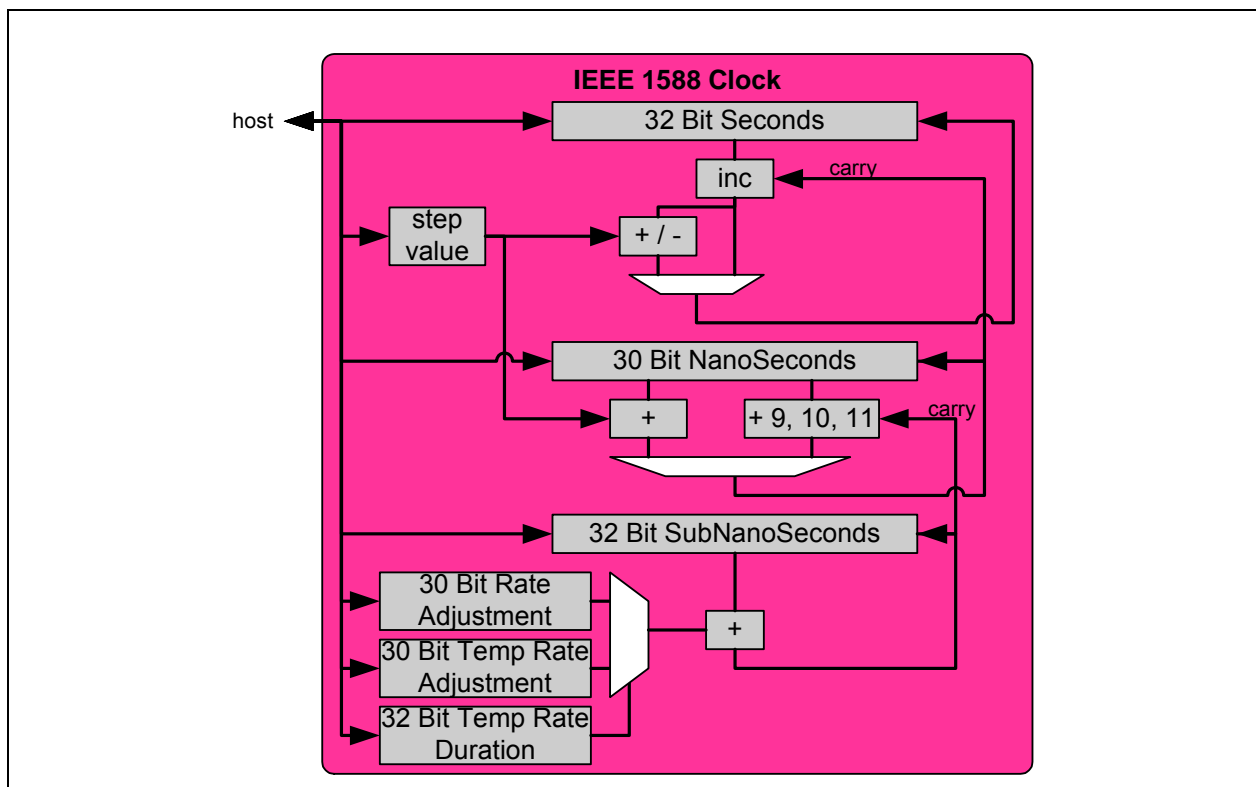 IEEE 1588 Clock
host
32 Bit Seconds
inc
carry
step
value
+ / -
30 Bit NanoSeconds
+
+ 9, 10, 11
carry
32 Bit SubNanoSeconds
30 Bit Rate
Adjustment
+
30 Bit Temp Rate
Adjustment
32 Bit Temp Rate
Duration